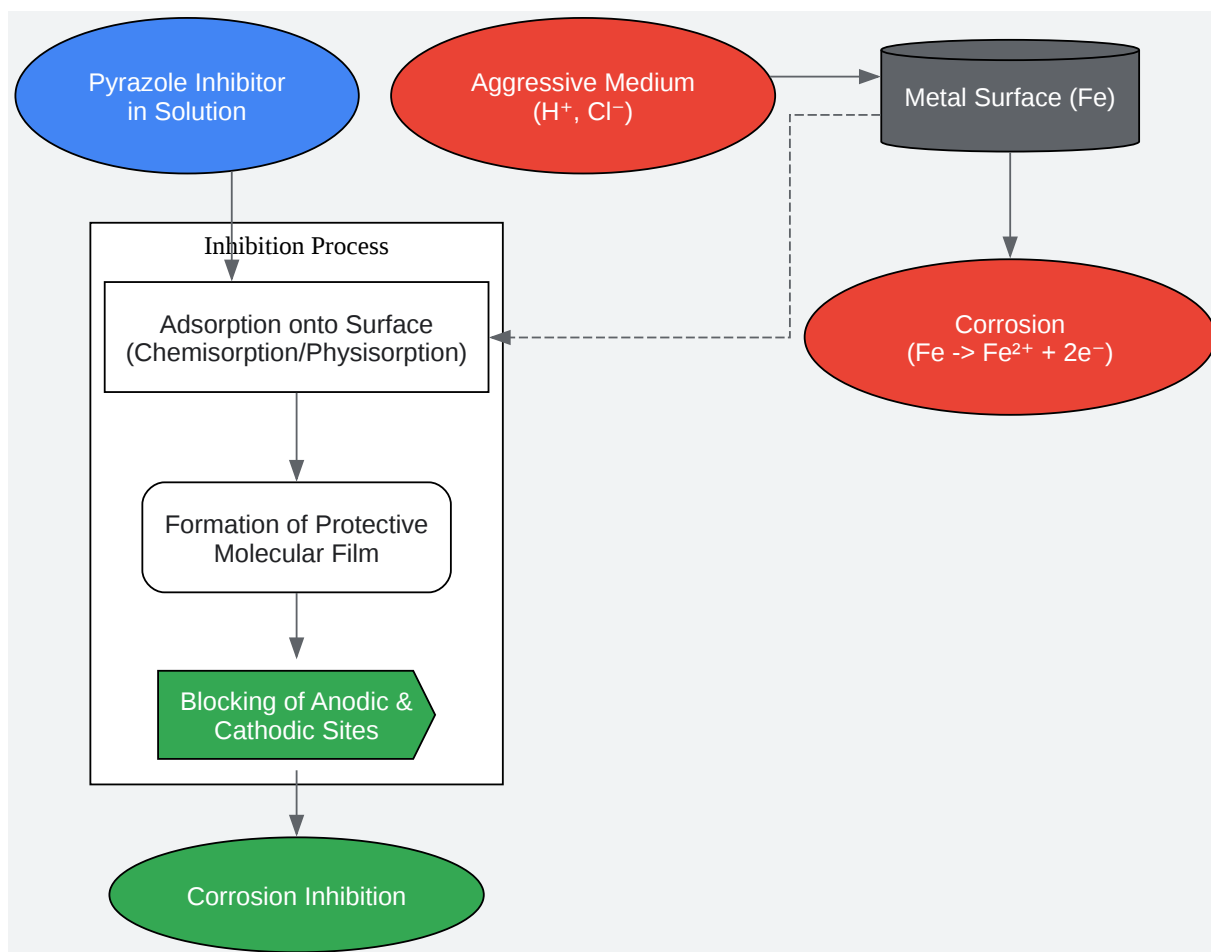 Pyrazole Inhibitor
in Solution
Aggressive Medium
(H⁺, Cl⁻)
Metal Surface (Fe)
Inhibition Process
Adsorption onto Surface
(Chemisorption/Physisorption)
Corrosion
(Fe -> Fe²⁺ + 2e⁻)
Formation of Protective
Molecular Film
Blocking of Anodic &
Cathodic Sites
Corrosion Inhibition